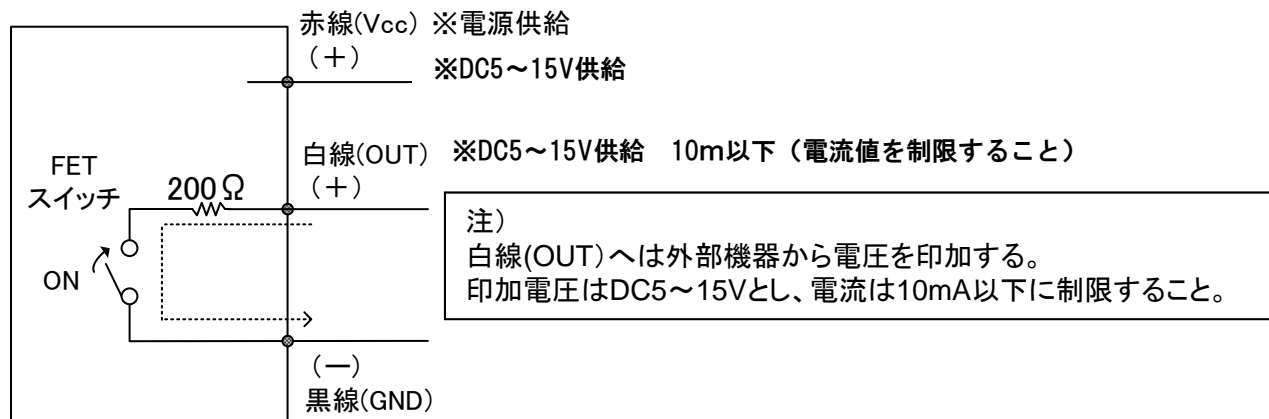 赤線(Vcc) ※電源供給
(+)
※DC5~15V供給
白線(OUT) ※DC5~15V供給 10m以下(電流値を制限すること)
(+)
FET
スイッチ
200Ω
ON
注)
白線(OUT)へは外部機器から電圧を印加する。
印加電圧はDC5~15Vとし、電流は10mA以下に制限すること。
(ー)
黒線(GND)